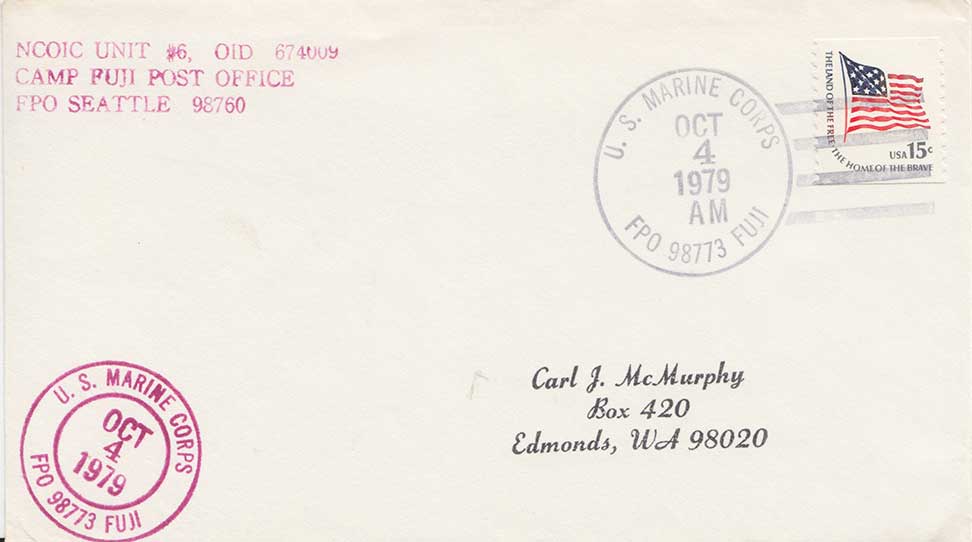 NCOIC UNIT #6, OID 674009
CAMP FUJI POST OFFICE
FPO SEATTLE 98760
U. S. MARINE CORPS
OCT
4
1979
AM
FPO 98773 FUJI
THE LAND OF THE FREE THE HOME OF THE BRAVE
USA 15c
Carl J. McMurphy
Box 420
Edmonds, WA 98020
U. S. MARINE CORPS
OCT
4
1979
FPO 98773 FUJI